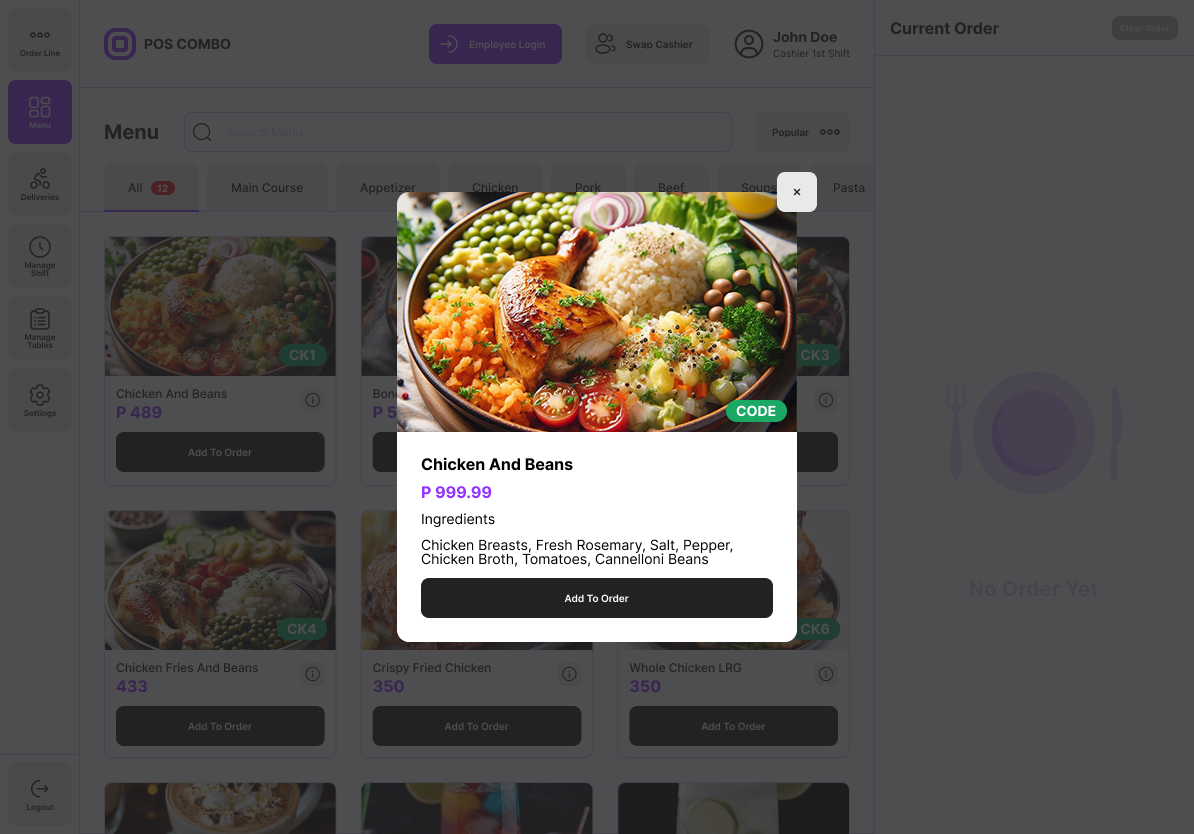 Order Line
Menu
Deliveries
Manage
Shift
Manage
Tables
Settings
Logout
POS COMBO
Employee Login
Swap Cashier
John Doe
Cashier 1st Shift
Menu
Search Menu
Popular
All 12
Main Course
Appetizer
Chicken
Pork
Beef
Soups
Pasta
CK1
Chicken And Beans
P 489
Add To Order
Bon
P 5
CK3
CK4
Chicken Fries And Beans
433
Add To Order
Crispy Fried Chicken
350
Add To Order
CK6
Whole Chicken LRG
350
Add To Order
×
CODE
Chicken And Beans
P 999.99
Ingredients
Chicken Breasts, Fresh Rosemary, Salt, Pepper,
Chicken Broth, Tomatoes, Cannelloni Beans
Add To Order
Current Order
Clear Order
No Order Yet